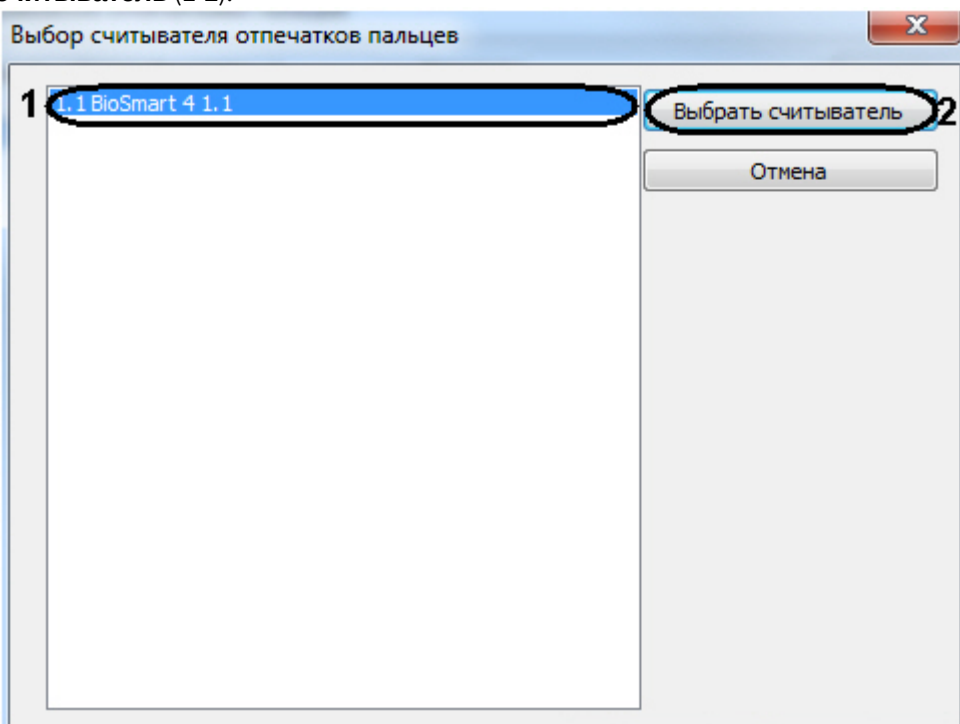 Выбор считывателя отпечатков пальцев
1 1.1 BioSmart 4 1.1
Выбрать считыватель 2
Отмена